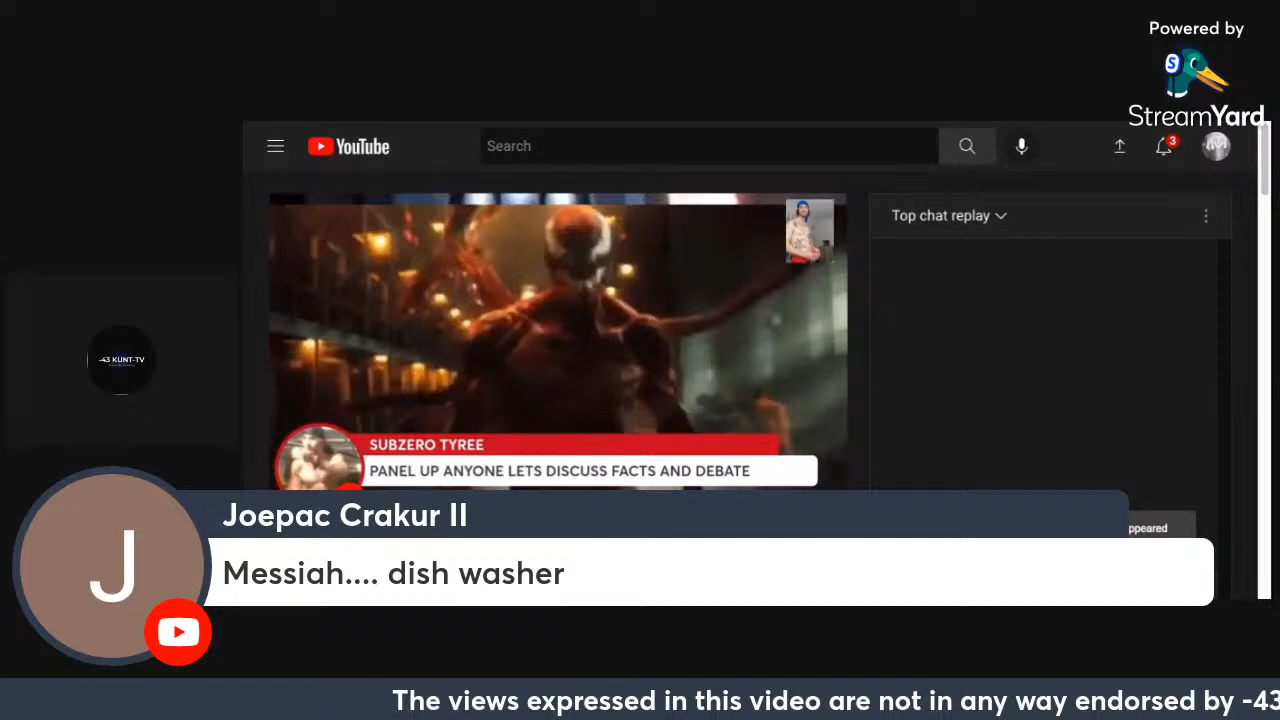 Powered by
StreamYard
YouTube
Search
3
Top chat replay
-43 KUNT-TV
SUBZERO TYREE
PANEL UP ANYONE LETS DISCUSS FACTS AND DEBATE
ppeared
J
Joepac Crakur II
Messiah.... dish washer
The views expressed in this video are not in any way endorsed by -43